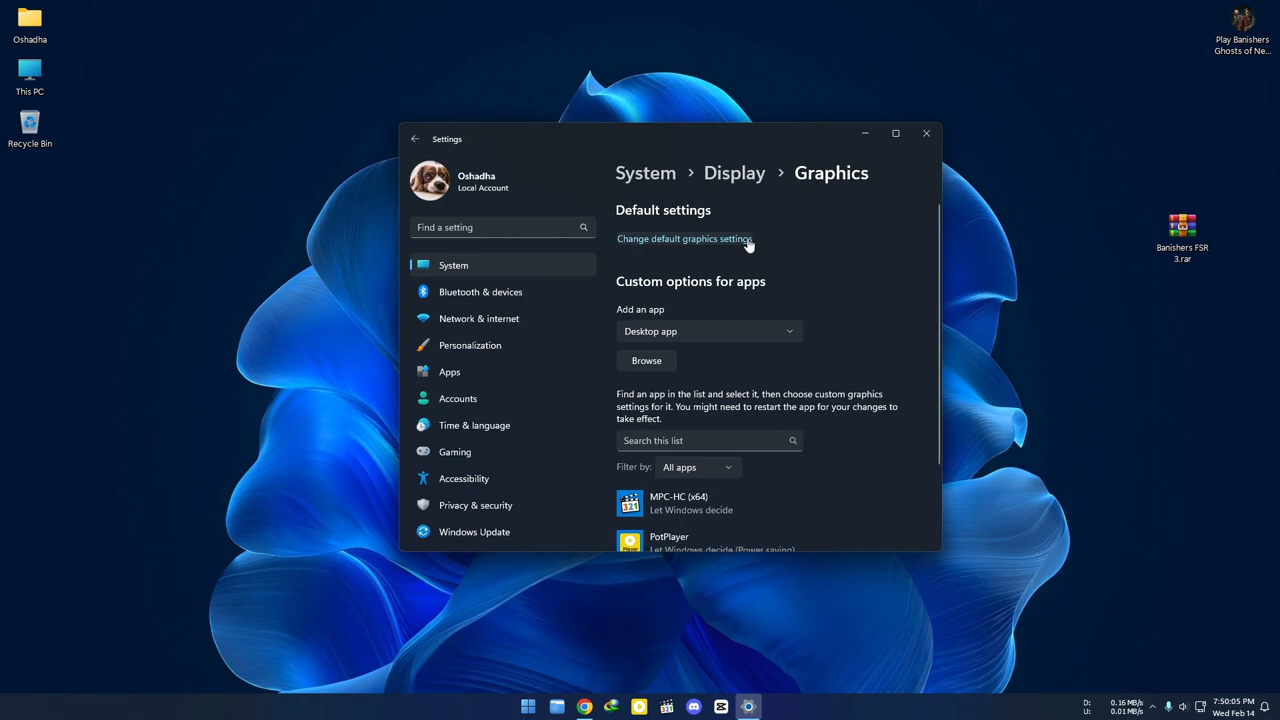 Oshadha
This PC
Recycle Bin
Play Banishers
Ghosts of Ne...
Banishers FSR
3.rar
Settings
Oshadha
Local Account
Find a setting
System
Bluetooth & devices
Network & internet
Personalization
Apps
Accounts
Time & language
Gaming
Accessibility
Privacy & security
Windows Update
System > Display > Graphics
Default settings
Change default graphics settings
Custom options for apps
Add an app
Desktop app
Browse
Find an app in the list and select it, then choose custom graphics
settings for it. You might need to restart the app for your changes to
take effect.
Search this list
Filter by: All apps
321
MPC-HC (x64)
Let Windows decide
Player
PotPlayer
Let Windows decide (Power saving)
D: 0.16 MB/s
U: 0.01 MB/s
7:50:05 PM
Wed Feb 14